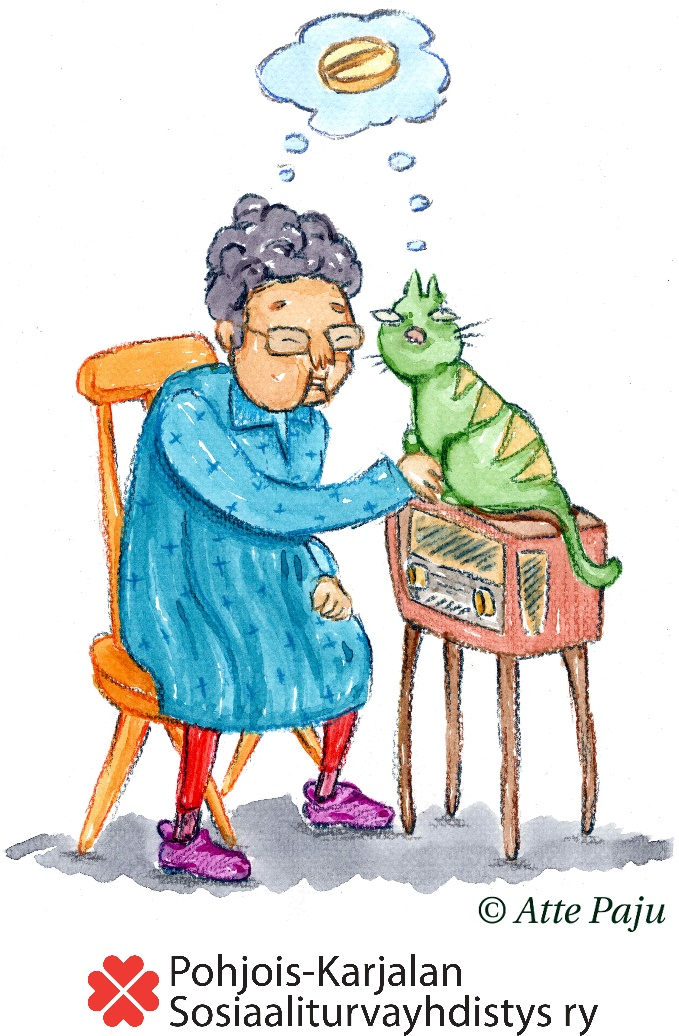 © Atte Paju
Pohjois-Karjalan
Sosiaaliturvayhdistys ry